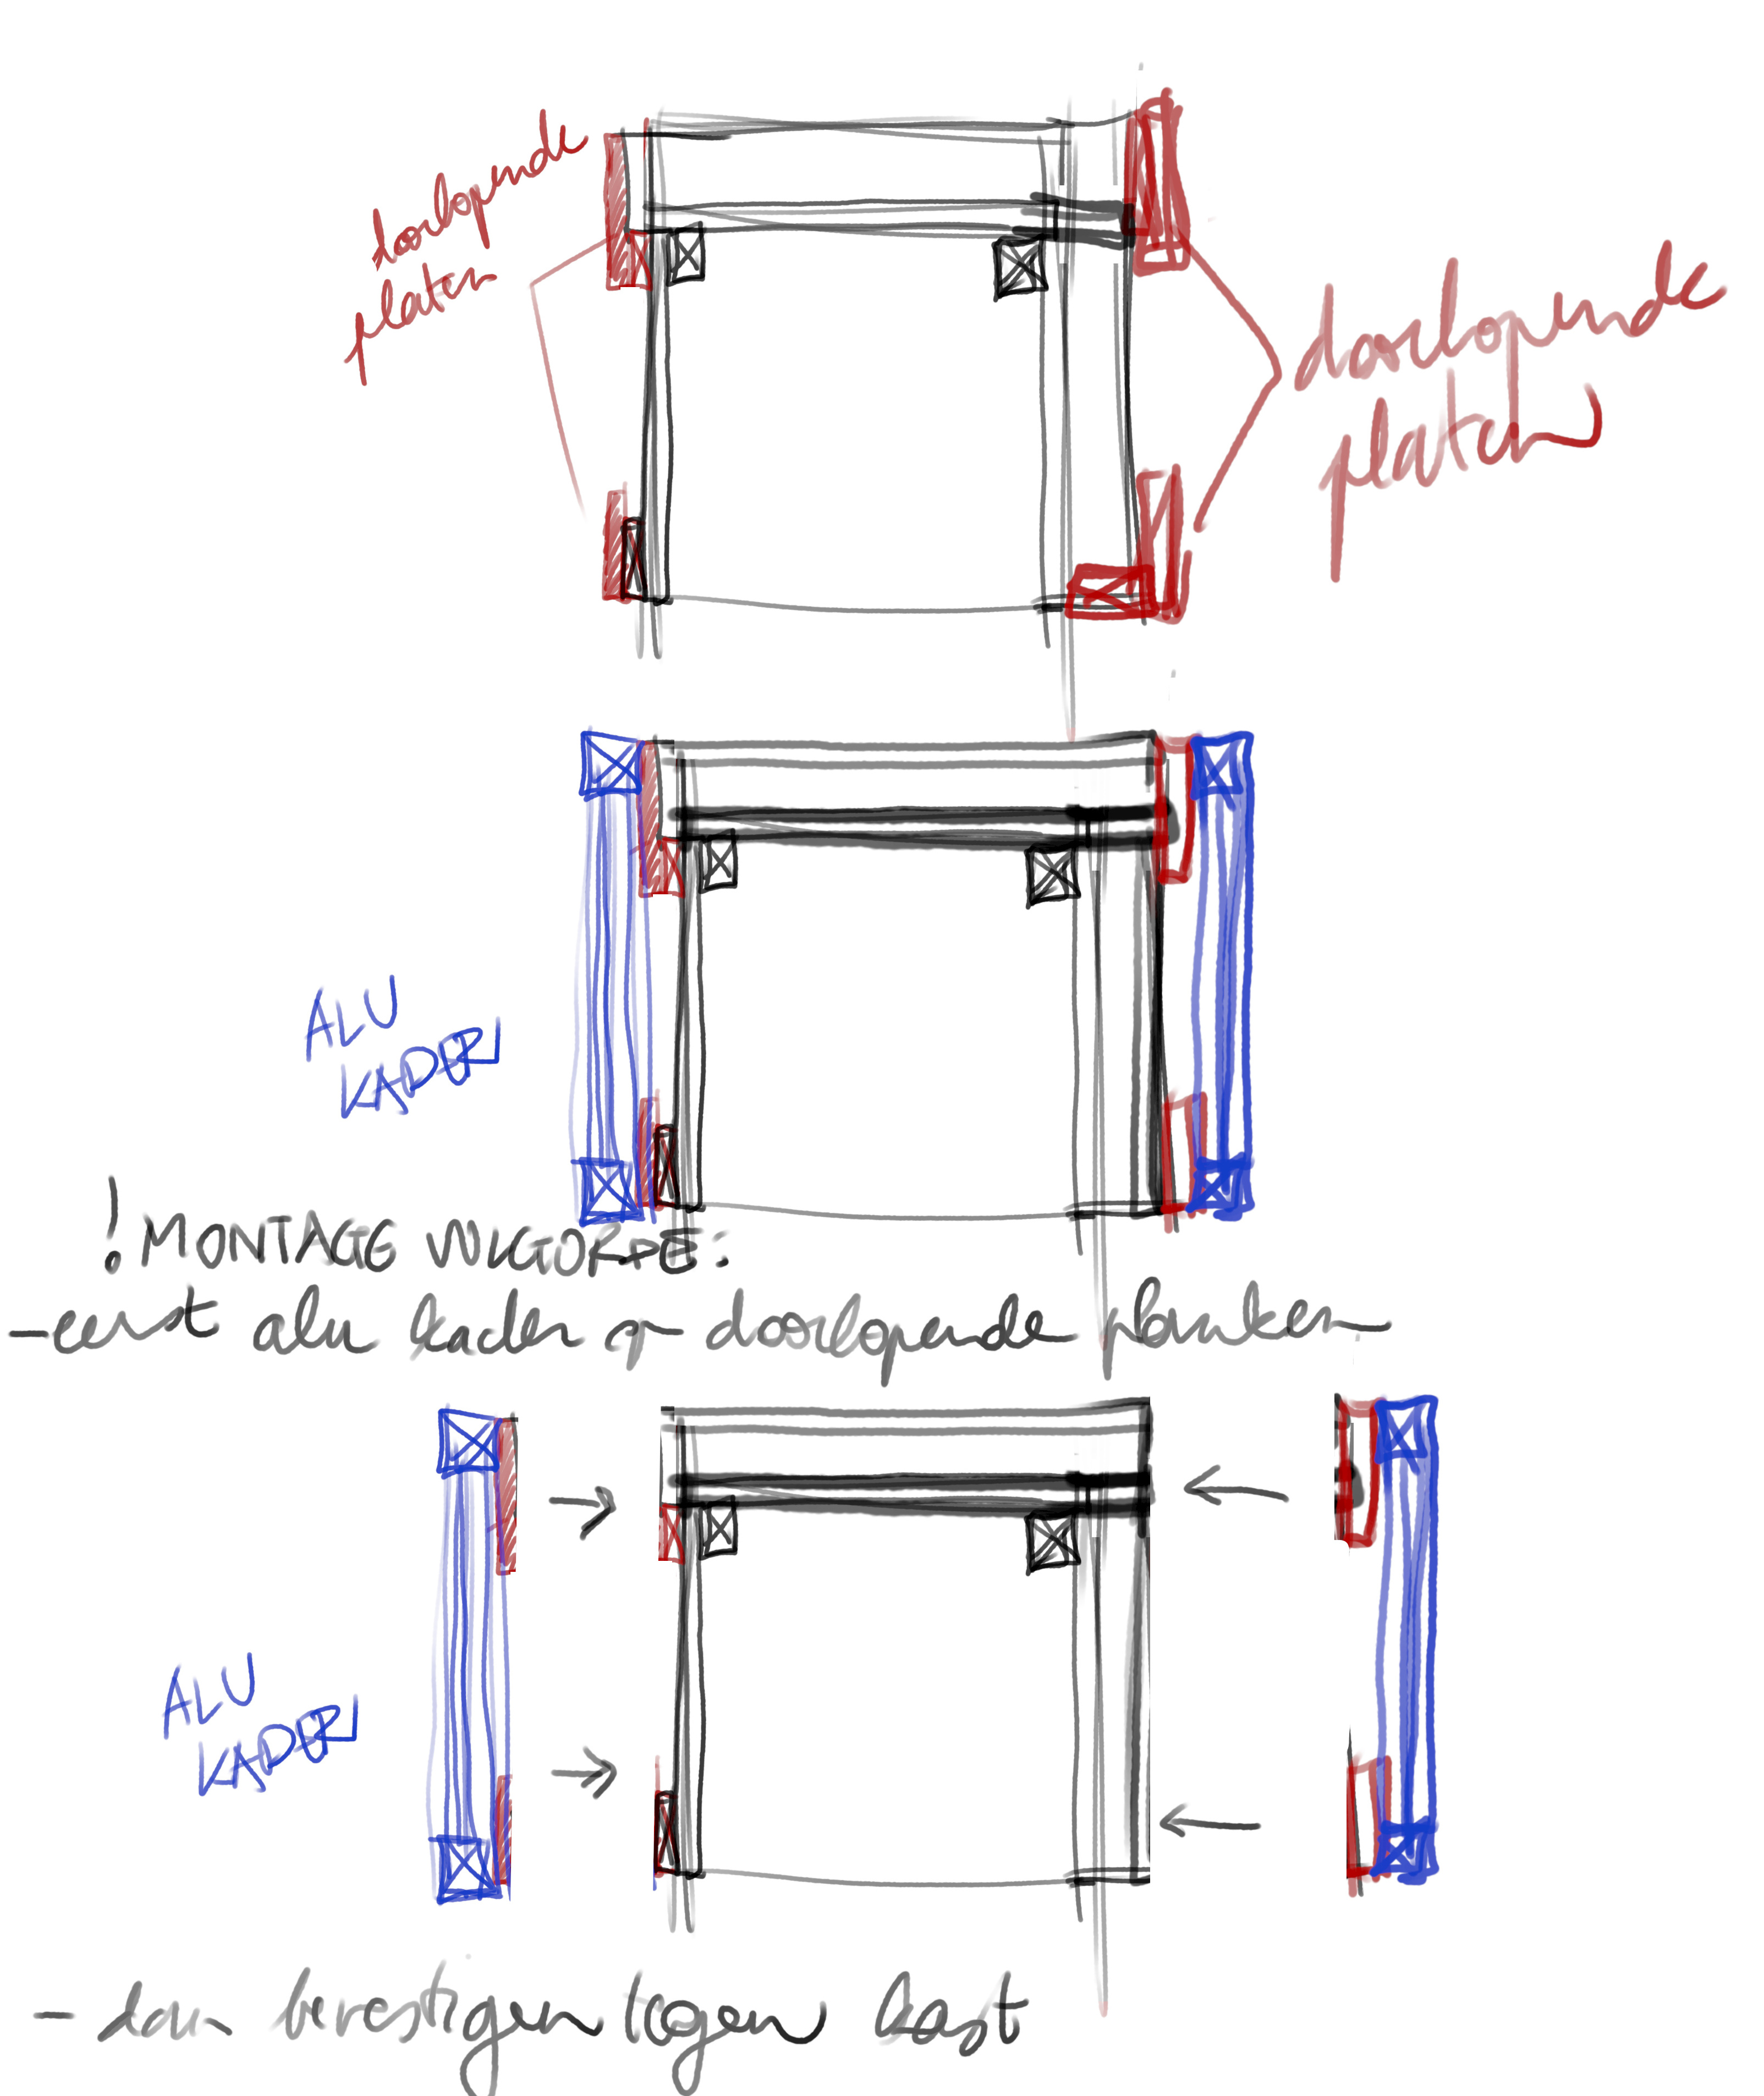 doorlopende
platen
doorlopende
platen
ALU
KADER
! MONTAGE VOLGORDE:
- eerst alu kader op doorlopende planken
ALU
KADER
- dan bevestigen tegen kast